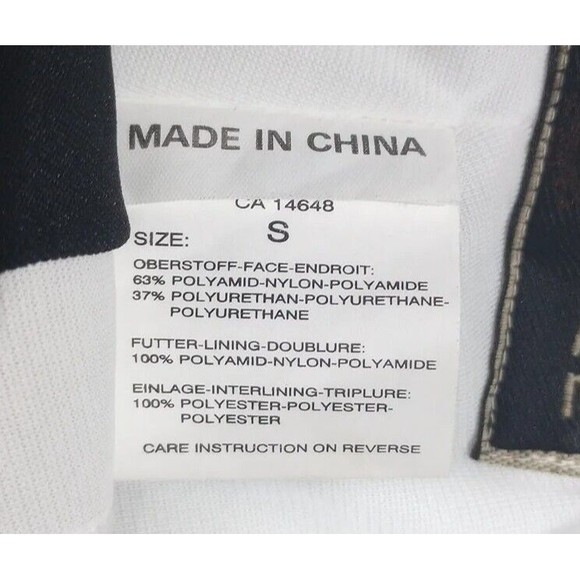 MADE IN CHINA
CA 14648
SIZE: S
OBERSTOFF-FACE-ENDROIT:
63% POLYAMID-NYLON-POLYAMIDE
37% POLYURETHAN-POLYURETHANE-
POLYURETHANE
FUTTER-LINING-DOUBLURE:
100% POLYAMID-NYLON-POLYAMIDE
EINLAGE-INTERLINING-TRIPLURE:
100% POLYESTER-POLYESTER-
POLYESTER
CARE INSTRUCTION ON REVERSE